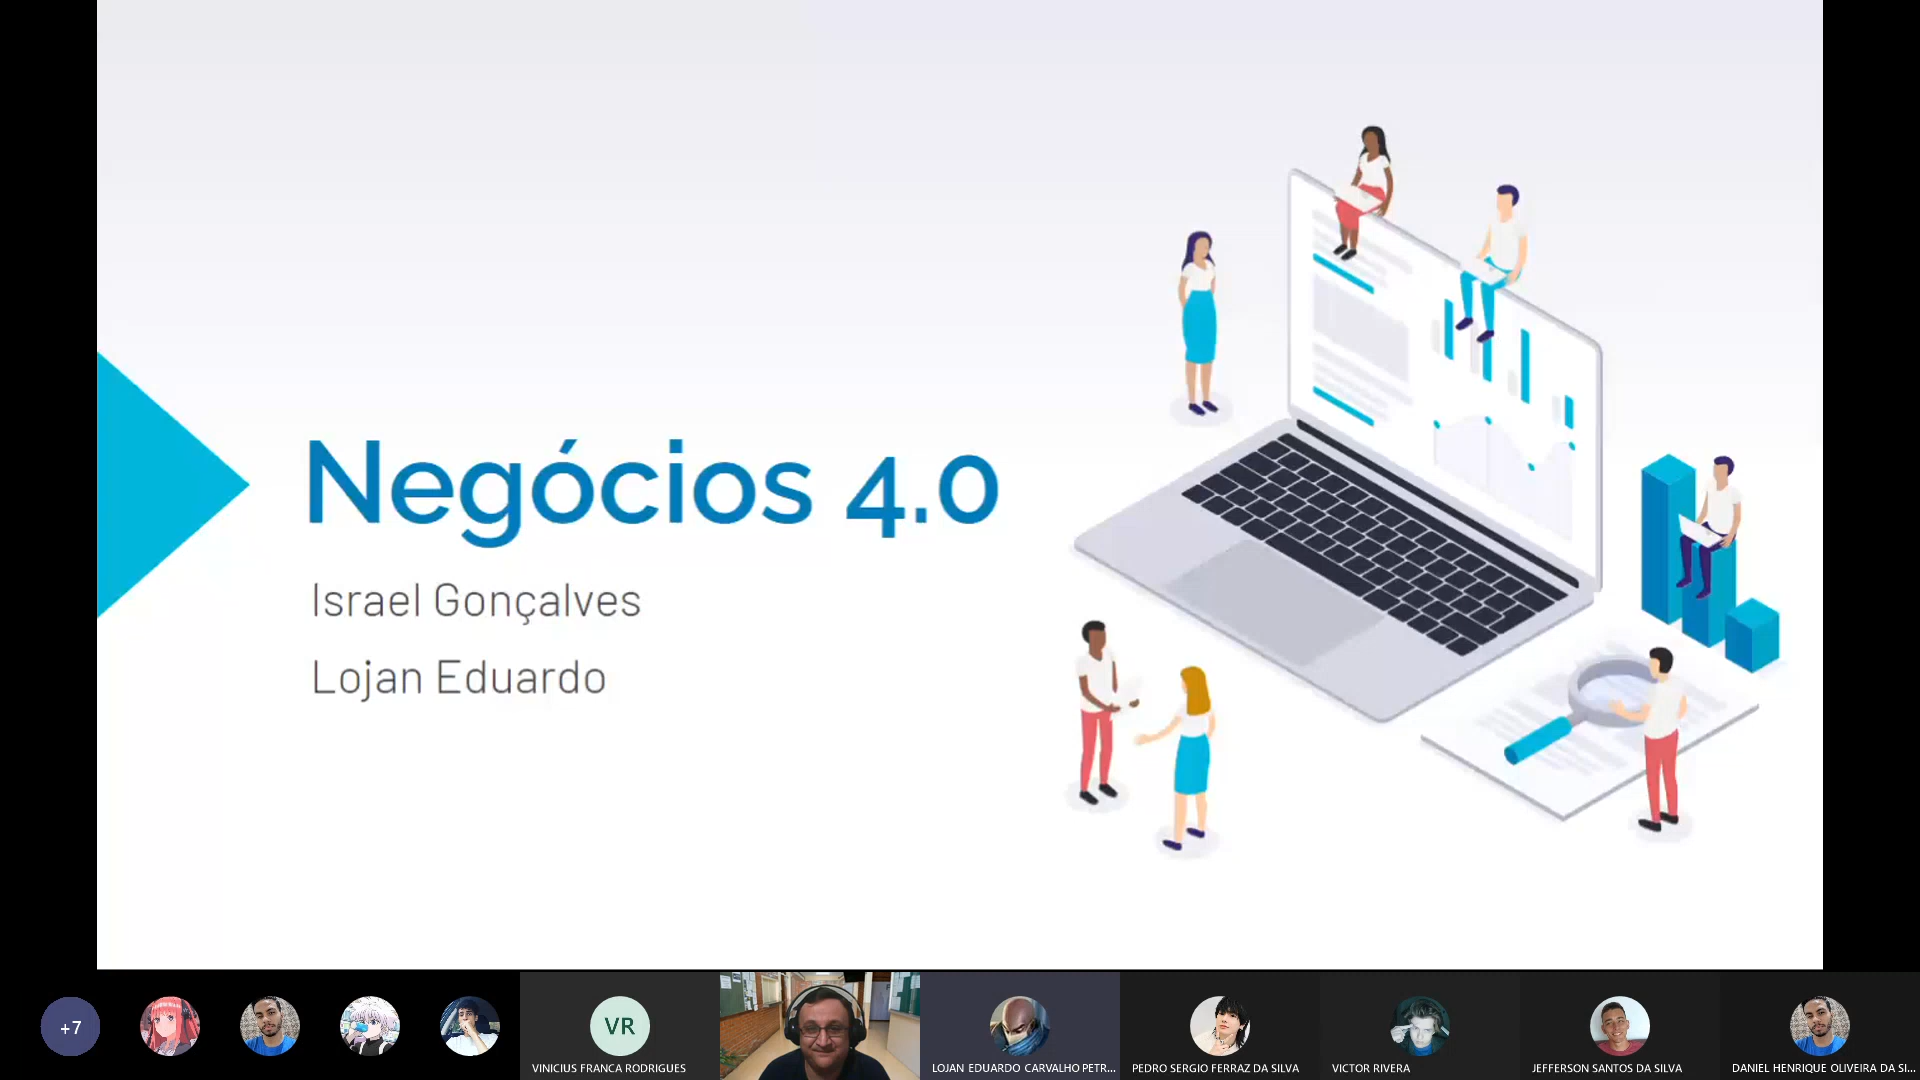 Negócios 4.0
Israel Gonçalves
Lojan Eduardo
+7
VR
VINICIUS FRANCA RODRIGUES
LOJAN EDUARDO CARVALHO PETR...
PEDRO SERGIO FERRAZ DA SILVA
VICTOR RIVERA
JEFFERSON SANTOS DA SILVA
DANIEL HENRIQUE OLIVEIRA DA SI...